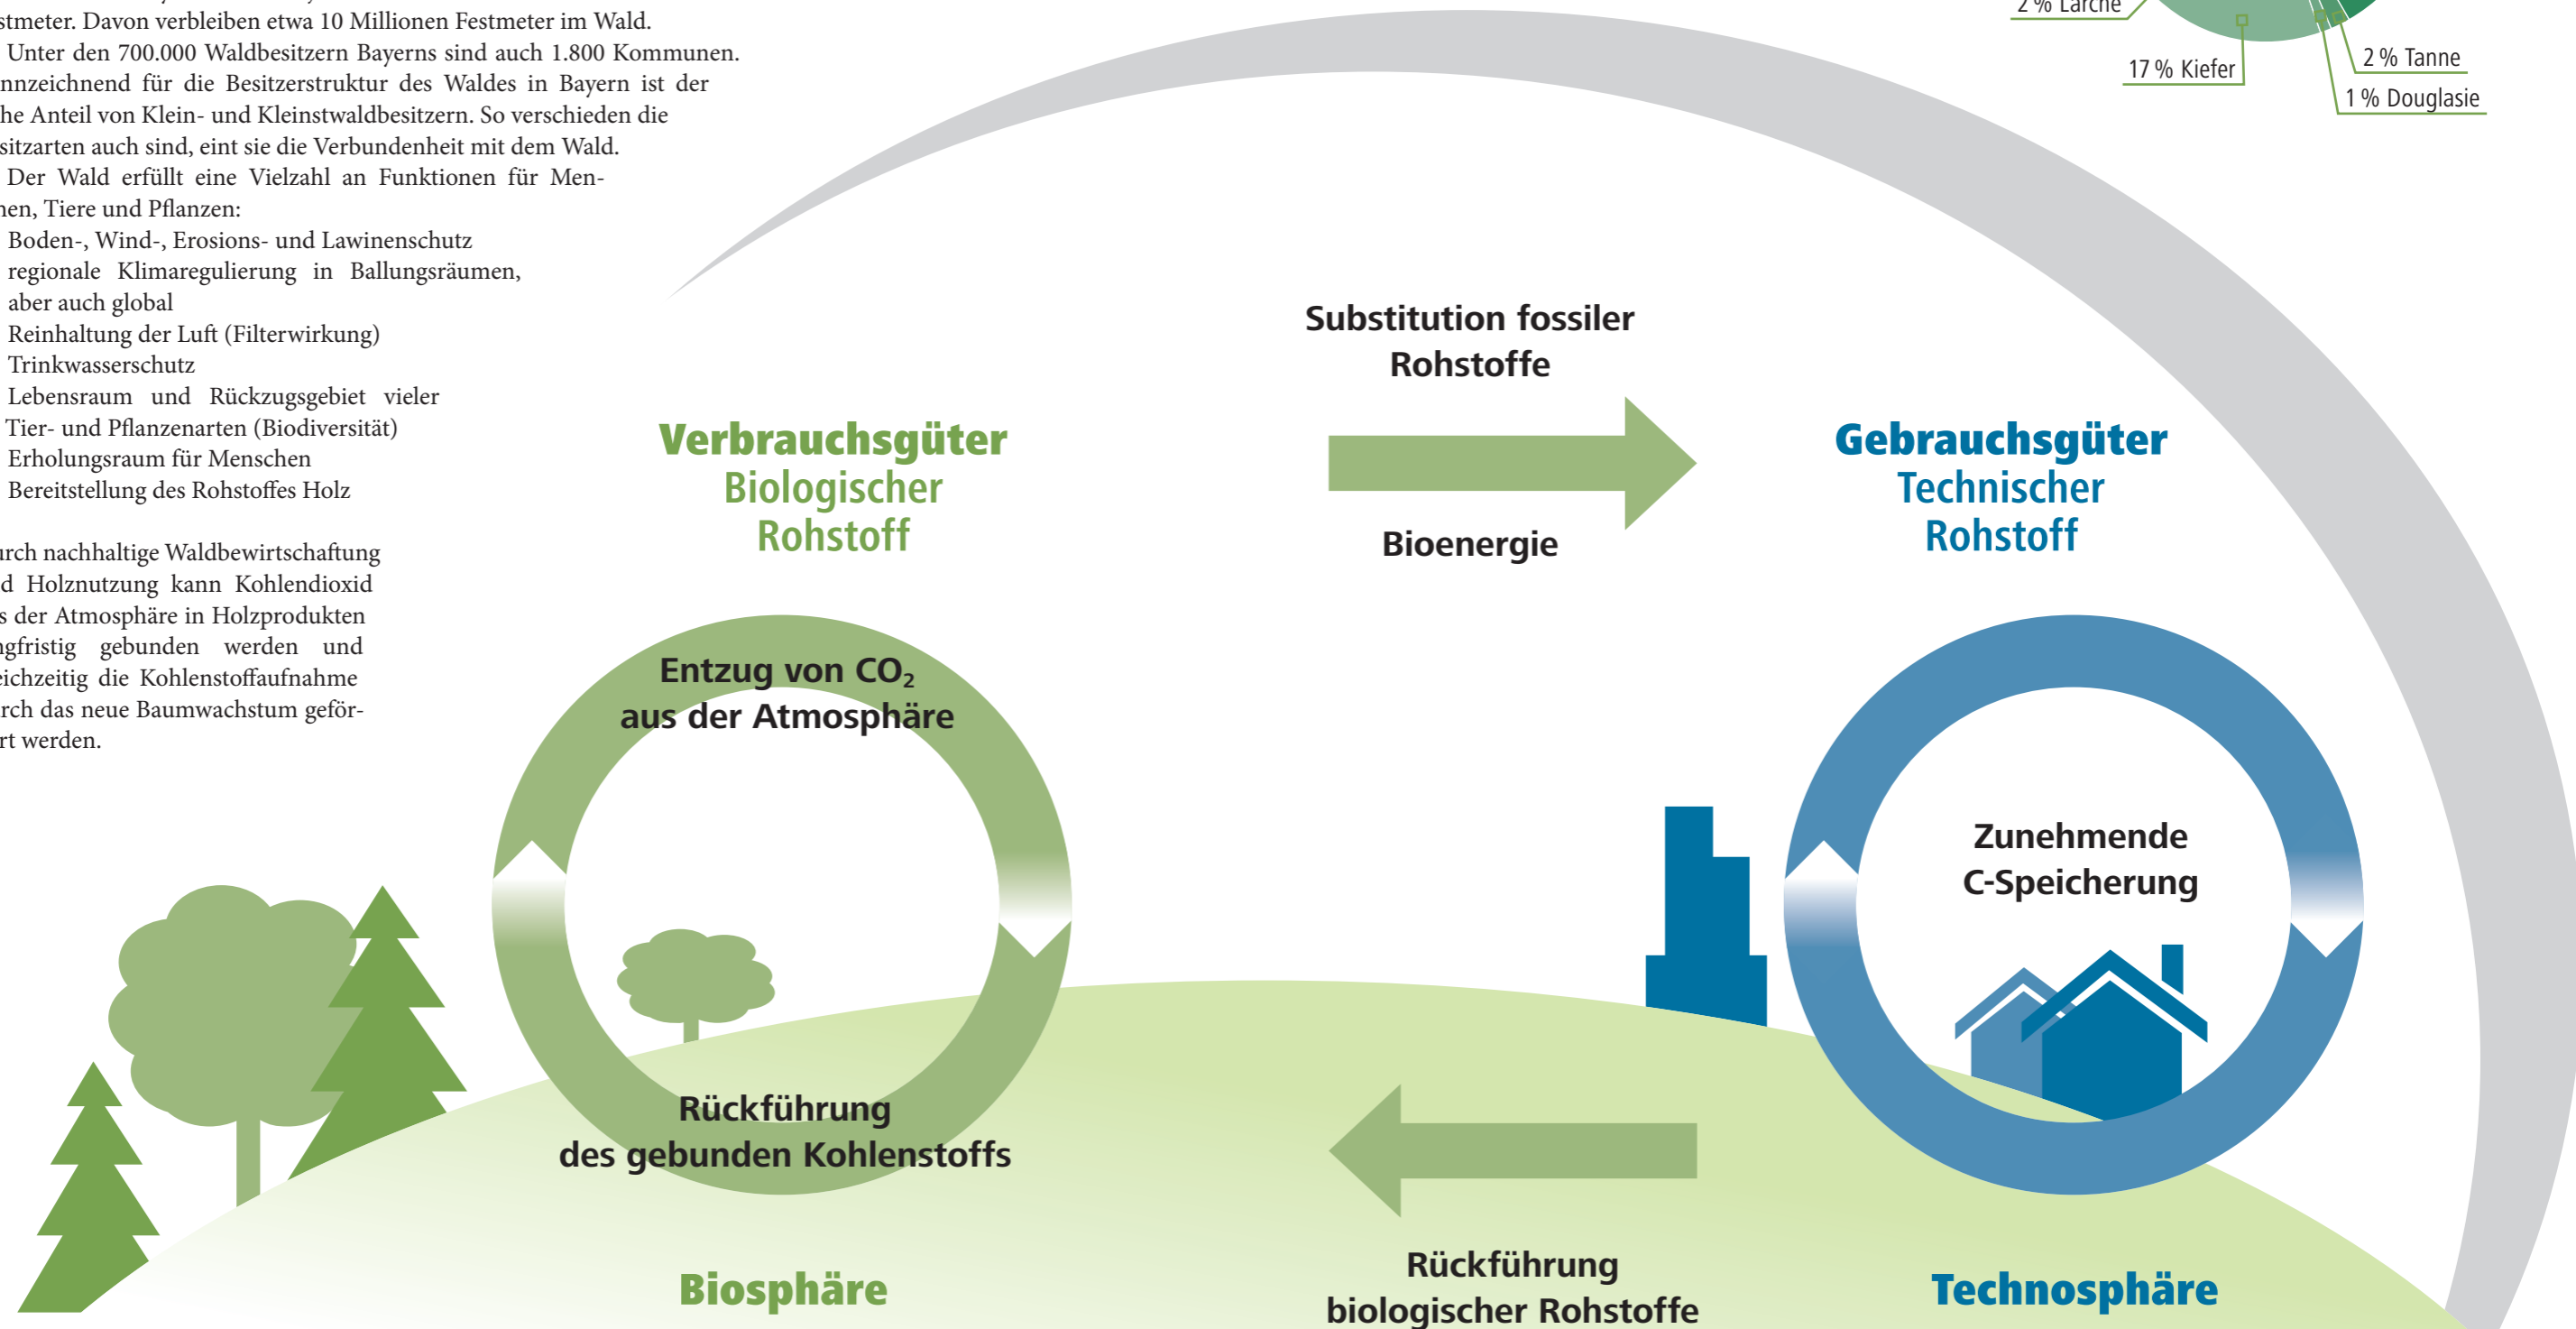 stmeter. Davon verbleiben etwa 10 Millionen Festmeter im Wald.
Unter den 700.000 Waldbesitzern Bayerns sind auch 1.800 Kommunen.
nnzeichnend für die Besitzerstruktur des Waldes in Bayern ist der
he Anteil von Klein- und Kleinstwaldbesitzern. So verschieden die
sitzarten auch sind, eint sie die Verbundenheit mit dem Wald.
Der Wald erfüllt eine Vielzahl an Funktionen für Men-
hen, Tiere und Pflanzen:
Boden-, Wind-, Erosions- und Lawinenschutz
regionale Klimaregulierung in Ballungsräumen,
aber auch global
Reinhaltung der Luft (Filterwirkung)
Trinkwasserschutz
Lebensraum und Rückzugsgebiet vieler
Tier- und Pflanzenarten (Biodiversität)
Erholungsraum für Menschen
Bereitstellung des Rohstoffes Holz
urch nachhaltige Waldbewirtschaftung
d Holznutzung kann Kohlendioxid
s der Atmosphäre in Holzprodukten
ngfristig gebunden werden und
eichzeitig die Kohlenstoffaufnahme
urch das neue Baumwachstum geför-
rt werden.
2 % Lärche
17 % Kiefer
2 % Tanne
1 % Douglasie
Substitution fossiler
Rohstoffe
Bioenergie
Verbrauchsgüter
Biologischer
Rohstoff
Gebrauchsgüter
Technischer
Rohstoff
Entzug von CO₂
aus der Atmosphäre
Zunehmende
C-Speicherung
Rückführung
des gebunden Kohlenstoffs
Biosphäre
Rückführung
biologischer Rohstoffe
Technosphäre